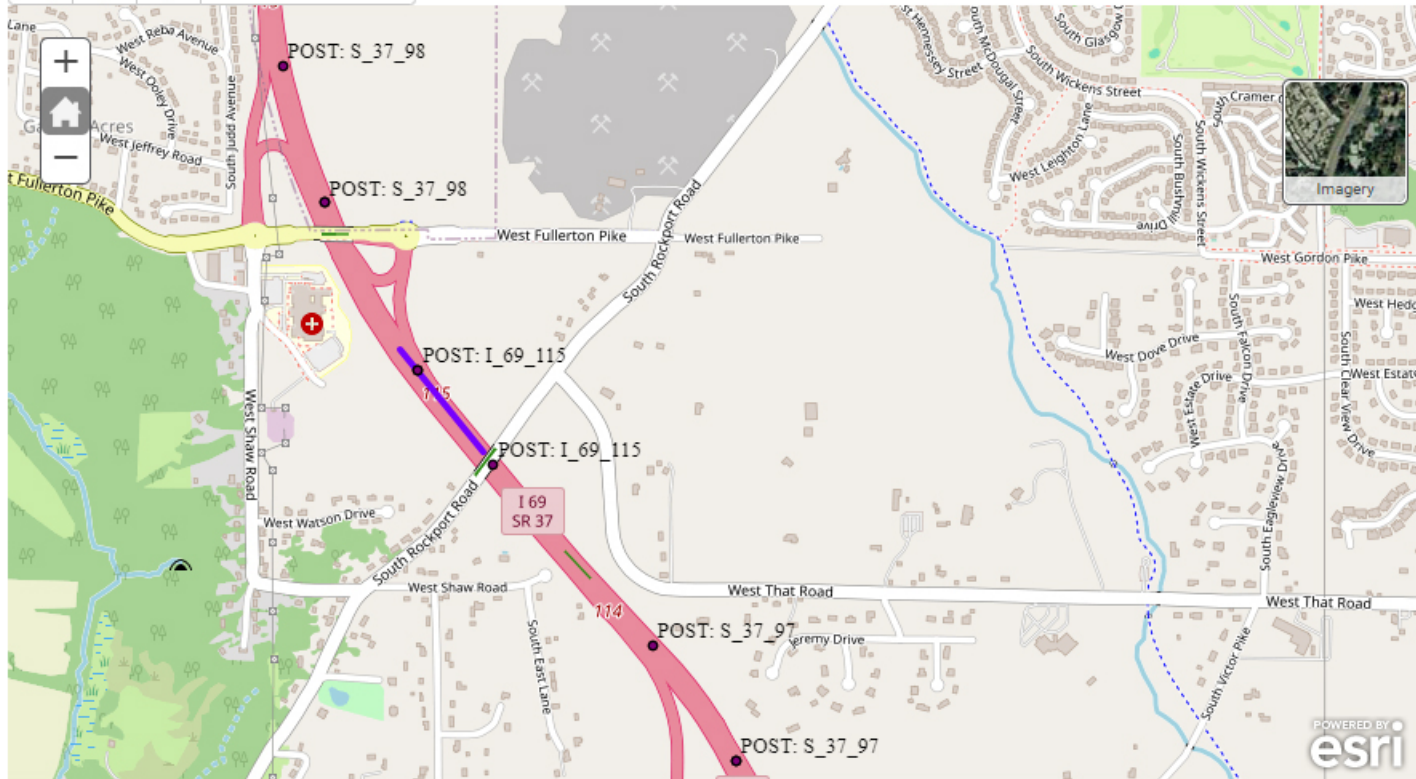 Lane
West Reba Avenue
West Ooley Drive
South Judd Avenue
Acres
West Jeffrey Road
t Fullerton Pike
POST: S_37_98
POST: S_37_98
West Fullerton Pike
West Fullerton Pike
South Rockport Road
st Hennessey Street
outh McDougal Street
South Glasgow
South Wickens Street
West Leighton Lane
South Bushmill
Drive
South Wickens Street
South Cramer
Imagery
West Gordon Pike
West Hedg
South Falcon Drive
West Dove Drive
West Estate Drive
West Estate
South Clear View Drive
POST: I_69_115
115
POST: I_69_115
I 69
SR 37
West Shaw Road
West Watson Drive
South Rockport Road
West Shaw Road
South East Lane
114
POST: S_37_97
Jeremy Drive
West That Road
West That Road
South Eagleview Drive
South Victor Pike
POST: S_37_97
POWERED BY
esri